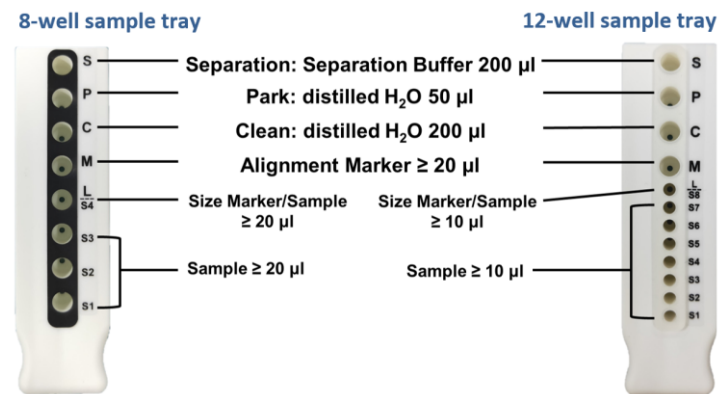 8-well sample tray
12-well sample tray
S
Separation: Separation Buffer 200 µl
S
P
Park: distilled H₂O 50 µl
P
C
Clean: distilled H₂O 200 µl
C
M
Alignment Marker ≥ 20 µl
M
L
S4
Size Marker/Sample
≥ 20 µl
Size Marker/Sample
≥ 10 µl
L
S8
S7
S6
S5
S4
S3
S2
S1
S3
S2
S1
Sample ≥ 20 µl
Sample ≥ 10 µl